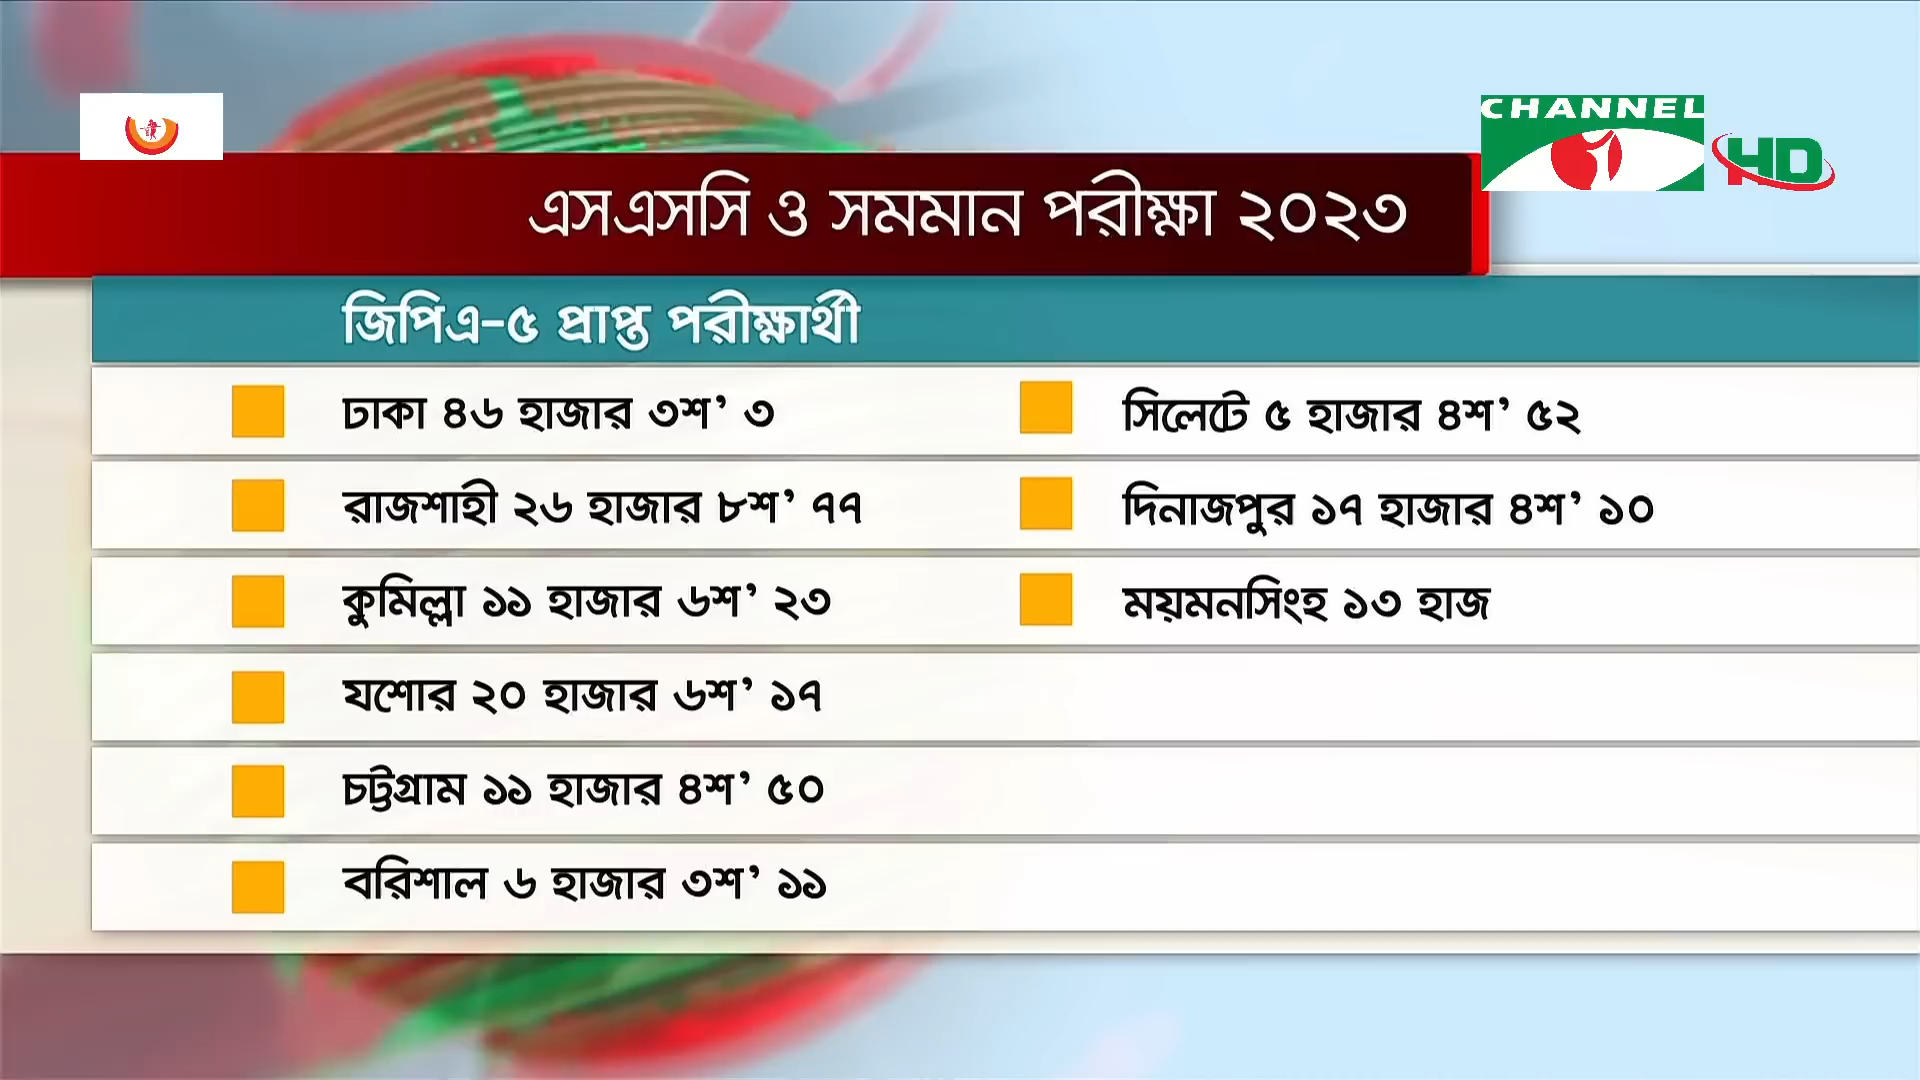 CHANNEL
HD
এসএসসি ও সমমান পরীক্ষা ২০২৩
জিপিএ-৫ প্রাপ্ত পরীক্ষার্থী
ঢাকা ৪৬ হাজার ৩শ’ ৩
রাজশাহী ২৬ হাজার ৮শ’ ৭৭
কুমিল্লা ১১ হাজার ৬শ’ ২৩
যশোর ২০ হাজার ৬শ’ ১৭
চট্টগ্রাম ১১ হাজার ৪শ’ ৫০
বরিশাল ৬ হাজার ৩শ’ ১১
সিলেটে ৫ হাজার ৪শ’ ৫২
দিনাজপুর ১৭ হাজার ৪শ’ ১০
ময়মনসিংহ ১৩ হাজ